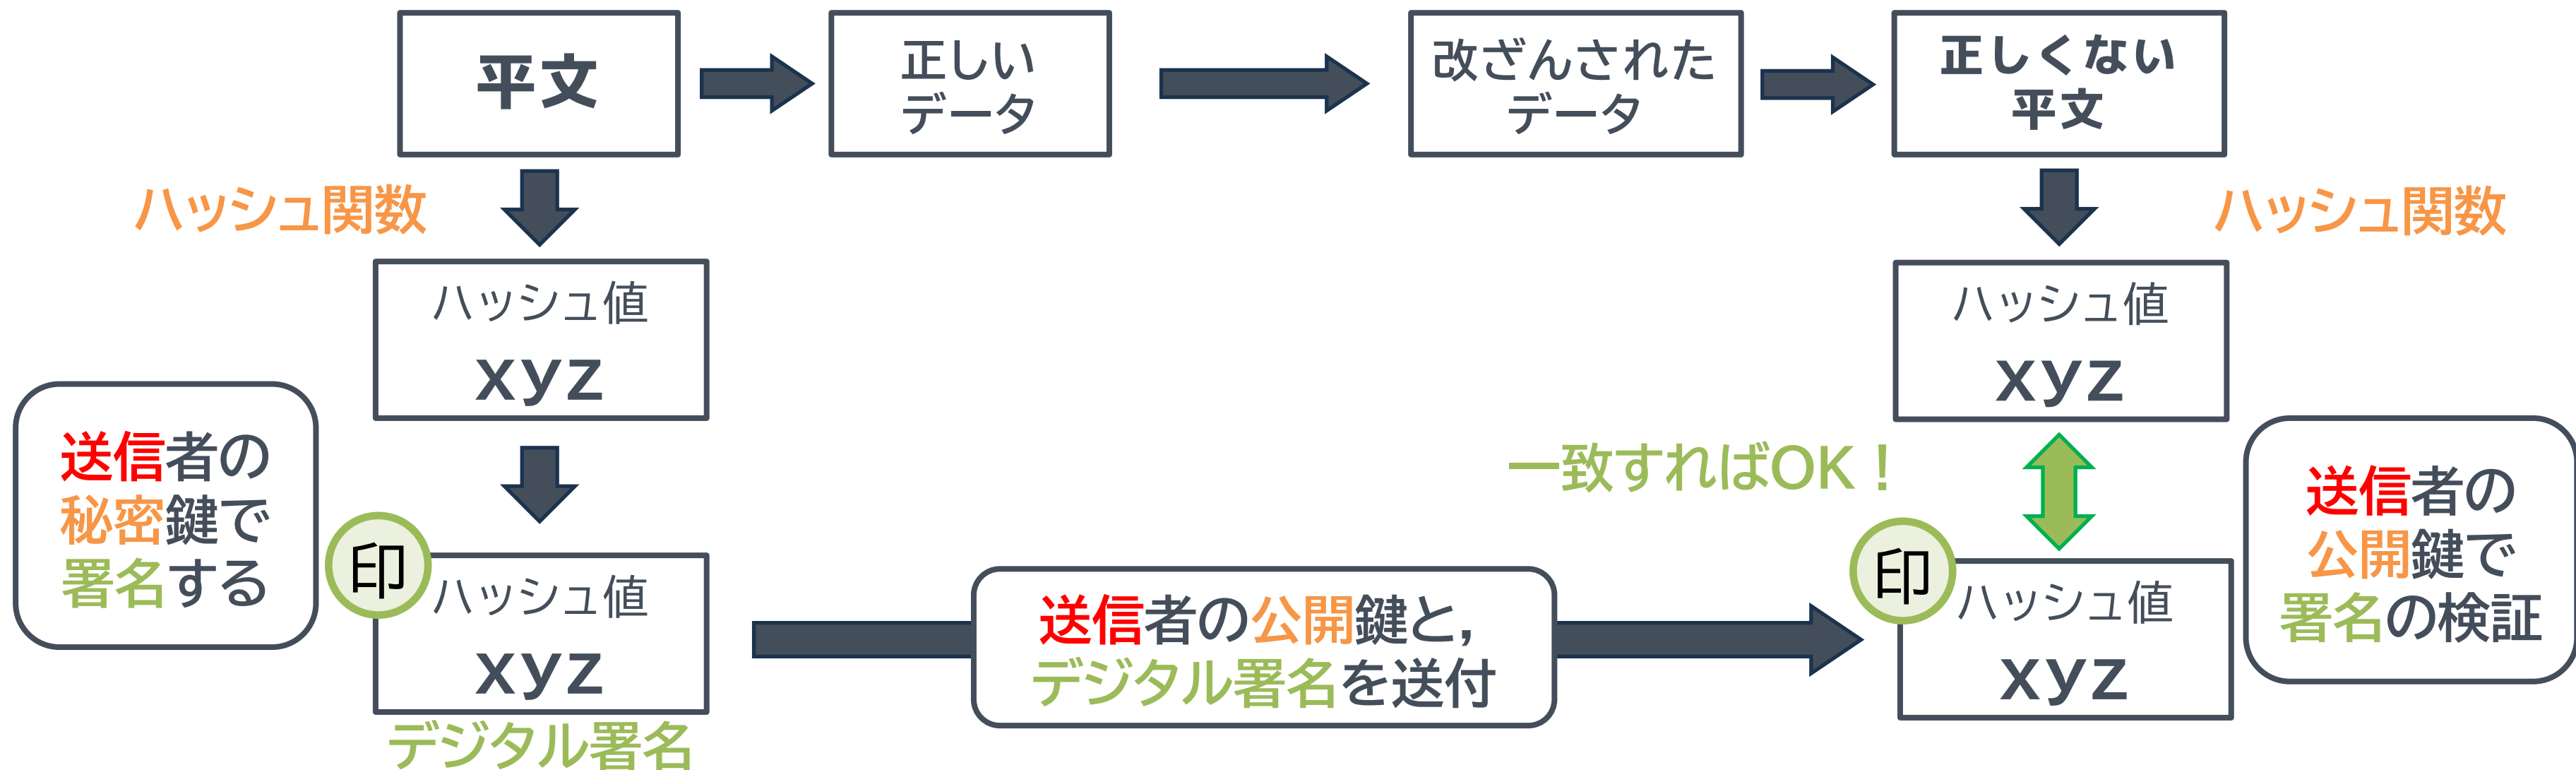 平文
正しい
データ
改ざんされた
データ
正しくない
平文
ハッシュ関数
ハッシュ関数
ハッシュ値
xyz
ハッシュ値
xyz
送信者の
秘密鍵で
署名する
一致すればOK！
送信者の
公開鍵で
署名の検証
印
ハッシュ値
xyz
デジタル署名
送信者の公開鍵と,
デジタル署名を送付
印
ハッシュ値
xyz